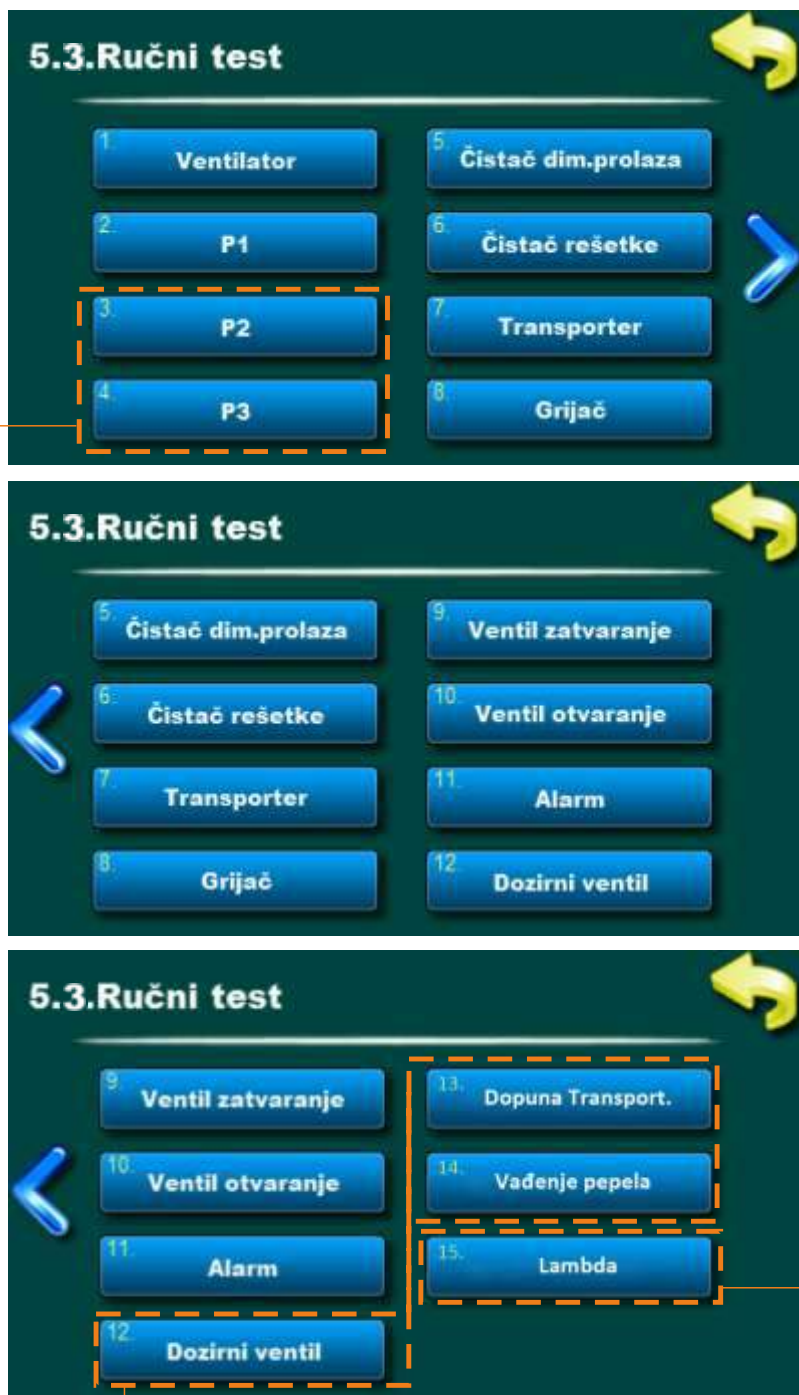 5.3.Ručni test
1. Ventilator
2. P1
3. P2
4. P3
5. Čistač dim.prolaza
6. Čistač rešetke
7. Transporter
8. Grijač
5.3.Ručni test
5. Čistač dim.prolaza
6. Čistač rešetke
7. Transporter
8. Grijač
9. Ventil zatvaranje
10. Ventil otvaranje
11. Alarm
12. Dozirni ventil
5.3.Ručni test
9. Ventil zatvaranje
10. Ventil otvaranje
11. Alarm
12. Dozirni ventil
13. Dopuna Transport.
14. Vađenje pepela
15. Lambda